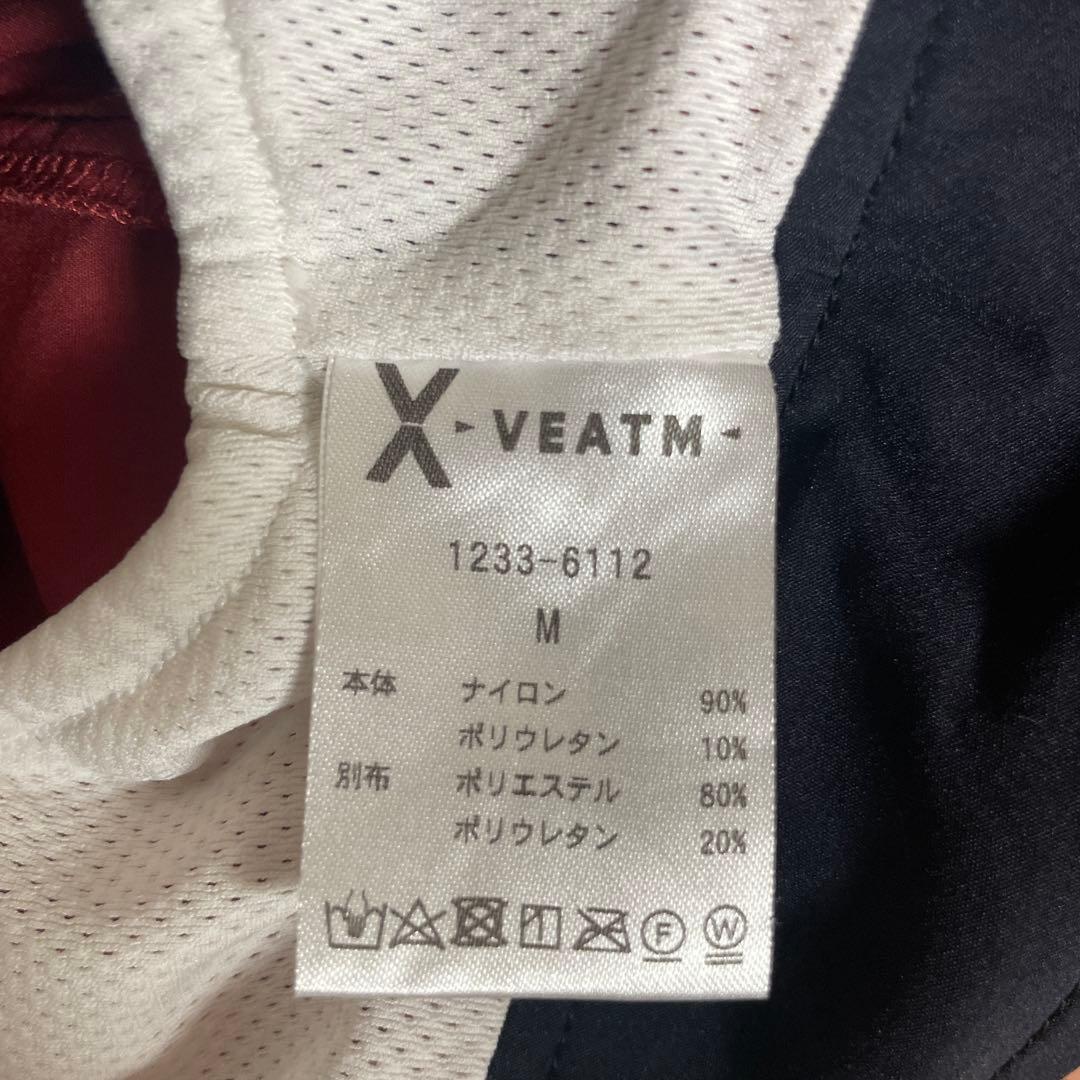 X▸VEATM◂
1233-6112
M
本体 ナイロン 90%
ポリウレタン 10%
別布 ポリエステル 80%
ポリウレタン 20%
F W